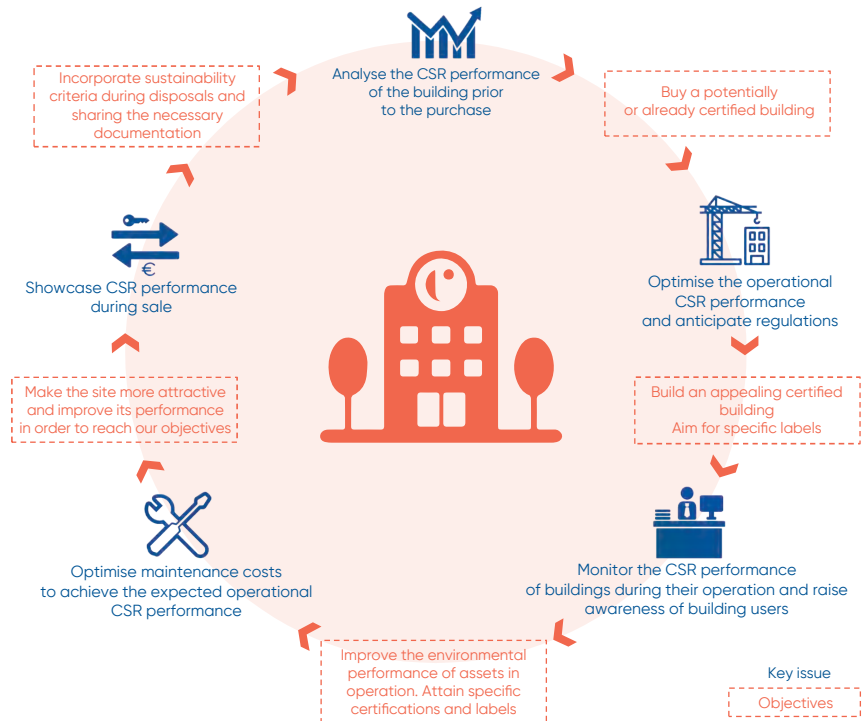 Analyse the CSR performance
of the building prior
to the purchase
Buy a potentially
or already certified building
Optimise the operational
CSR performance
and anticipate regulations
Build an appealing certified
building
Aim for specific labels
Monitor the CSR performance
of buildings during their operation and raise
awareness of building users
Improve the environmental
performance of assets in
operation. Attain specific
certifications and labels
Optimise maintenance costs
to achieve the expected operational
CSR performance
Make the site more attractive
and improve its performance
in order to reach our objectives
€
Showcase CSR performance
during sale
Incorporate sustainability
criteria during disposals and
sharing the necessary
documentation
Key issue
Objectives